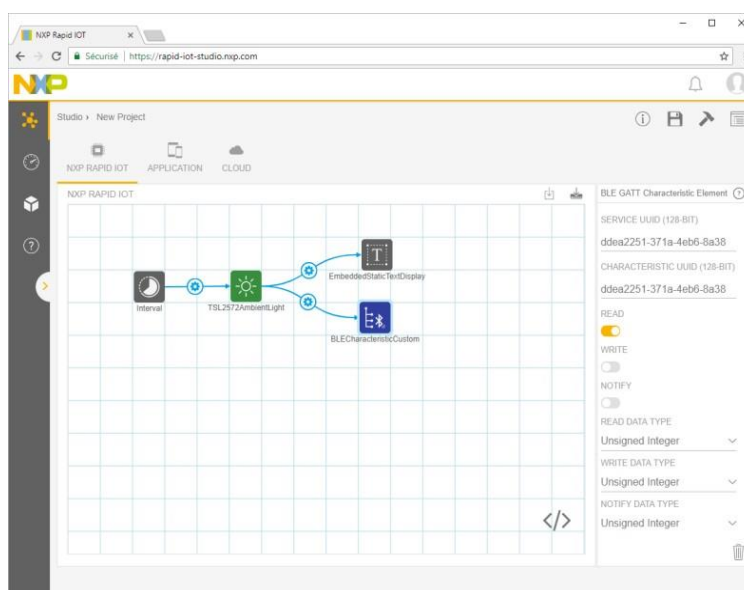 NXP Rapid IOT
Sécurisé | https://rapid-iot-studio.nxp.com
NXP
Studio › New Project
NXP RAPID IOT
APPLICATION
CLOUD
NXP RAPID IOT
Interval
TSL2572AmbientLight
T
EmbeddedStaticTextDisplay
BLECharacteristicCustom
</>
BLE GATT Characteristic Element
SERVICE UUID (128-BIT)
ddea2251-371a-4eb6-8a38
CHARACTERISTIC UUID (128-BIT)
ddea2251-371a-4eb6-8a38
READ
WRITE
NOTIFY
READ DATA TYPE
Unsigned Integer
WRITE DATA TYPE
Unsigned Integer
NOTIFY DATA TYPE
Unsigned Integer